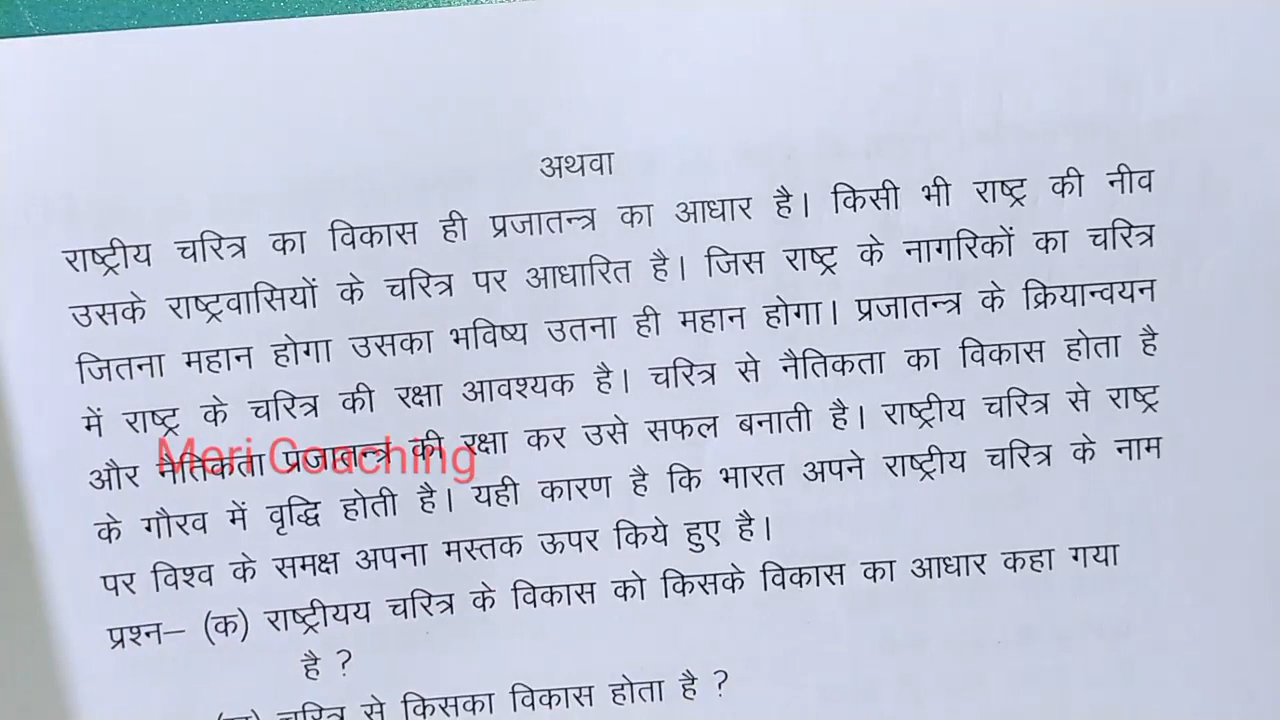 अथवा
राष्ट्रीय चरित्र का विकास ही प्रजातन्त्र का आधार है। किसी भी राष्ट्र की नीव
उसके राष्ट्रवासियों के चरित्र पर आधारित है। जिस राष्ट्र के नागरिकों का चरित्र
जितना महान होगा उसका भविष्य उतना ही महान होगा। प्रजातन्त्र के क्रियान्वयन
में राष्ट्र के चरित्र की रक्षा आवश्यक है। चरित्र से नैतिकता का विकास होता है
और नैतिकता प्रजातन्त्र की रक्षा कर उसे सफल बनाती है। राष्ट्रीय चरित्र से राष्ट्र
Meri Coaching
के गौरव में वृद्धि होती है। यही कारण है कि भारत अपने राष्ट्रीय चरित्र के नाम
पर विश्व के समक्ष अपना मस्तक ऊपर किये हुए है।
प्रश्न– (क) राष्ट्रीयय चरित्र के विकास को किसके विकास का आधार कहा गया
है ?
चरित्र से किसका विकास होता है ?